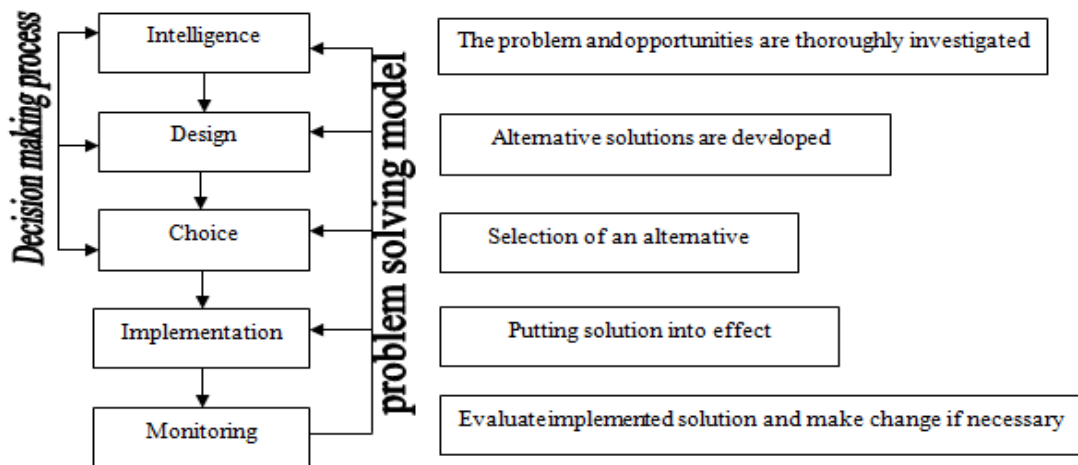 Decision making process
Intelligence
Design
Choice
Implementation
Monitoring
problem solving model
The problem and opportunities are thoroughly investigated
Alternative solutions are developed
Selection of an alternative
Putting solution into effect
Evaluate implemented solution and make change if necessary